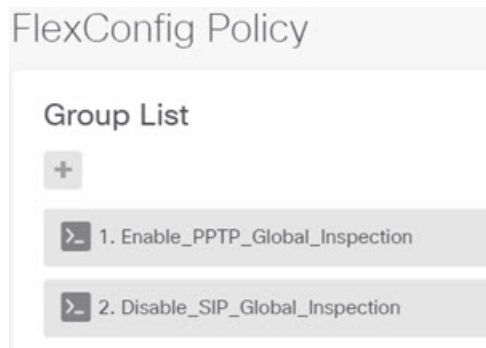 FlexConfig Policy
Group List
+
>_ 1. Enable_PPTP_Global_Inspection
>_ 2. Disable_SIP_Global_Inspection